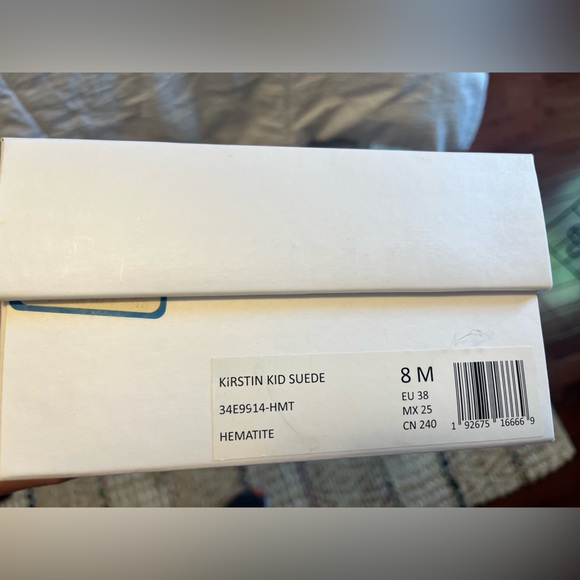 KiRSTIN KID SUEDE
34E9514-HMT
HEMATITE
8 M
EU 38
MX 25
CN 240
1 92675 16666 9